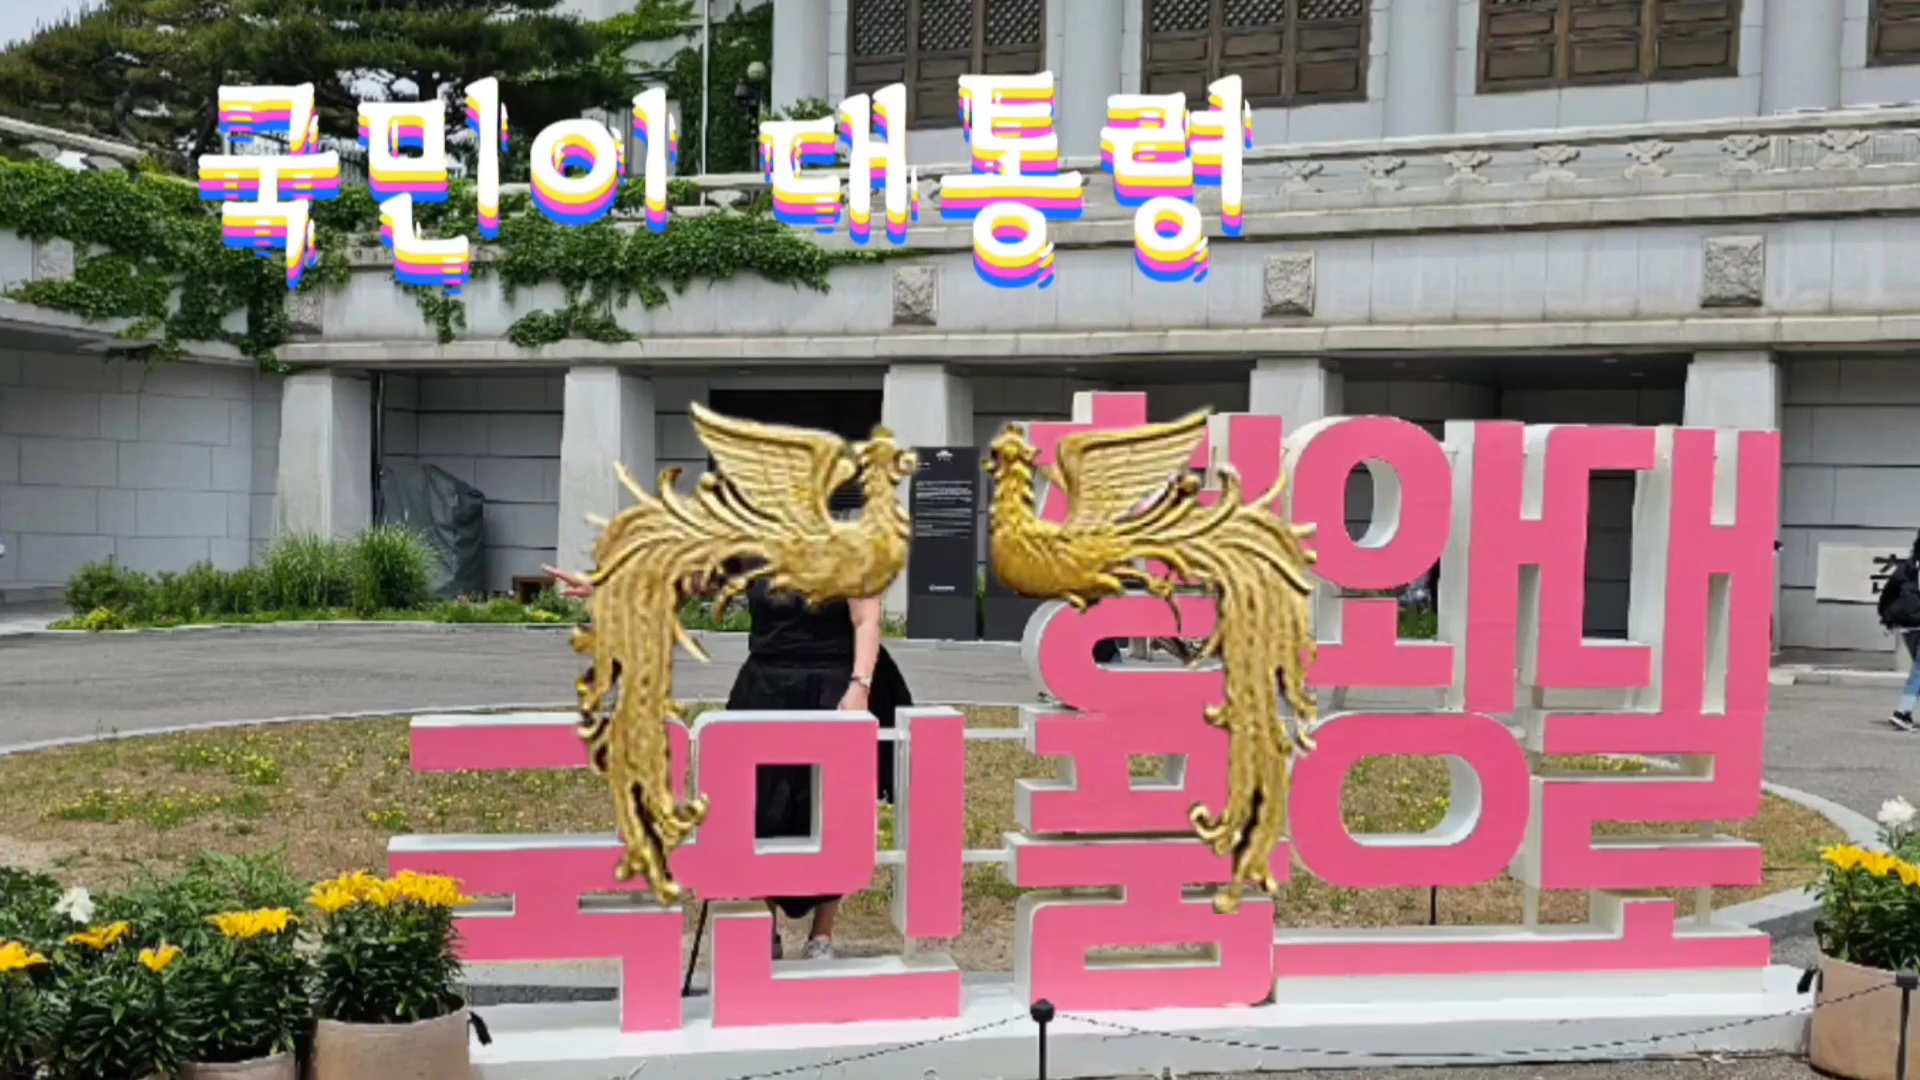 국민이 대통령
청와대
국민 품으로